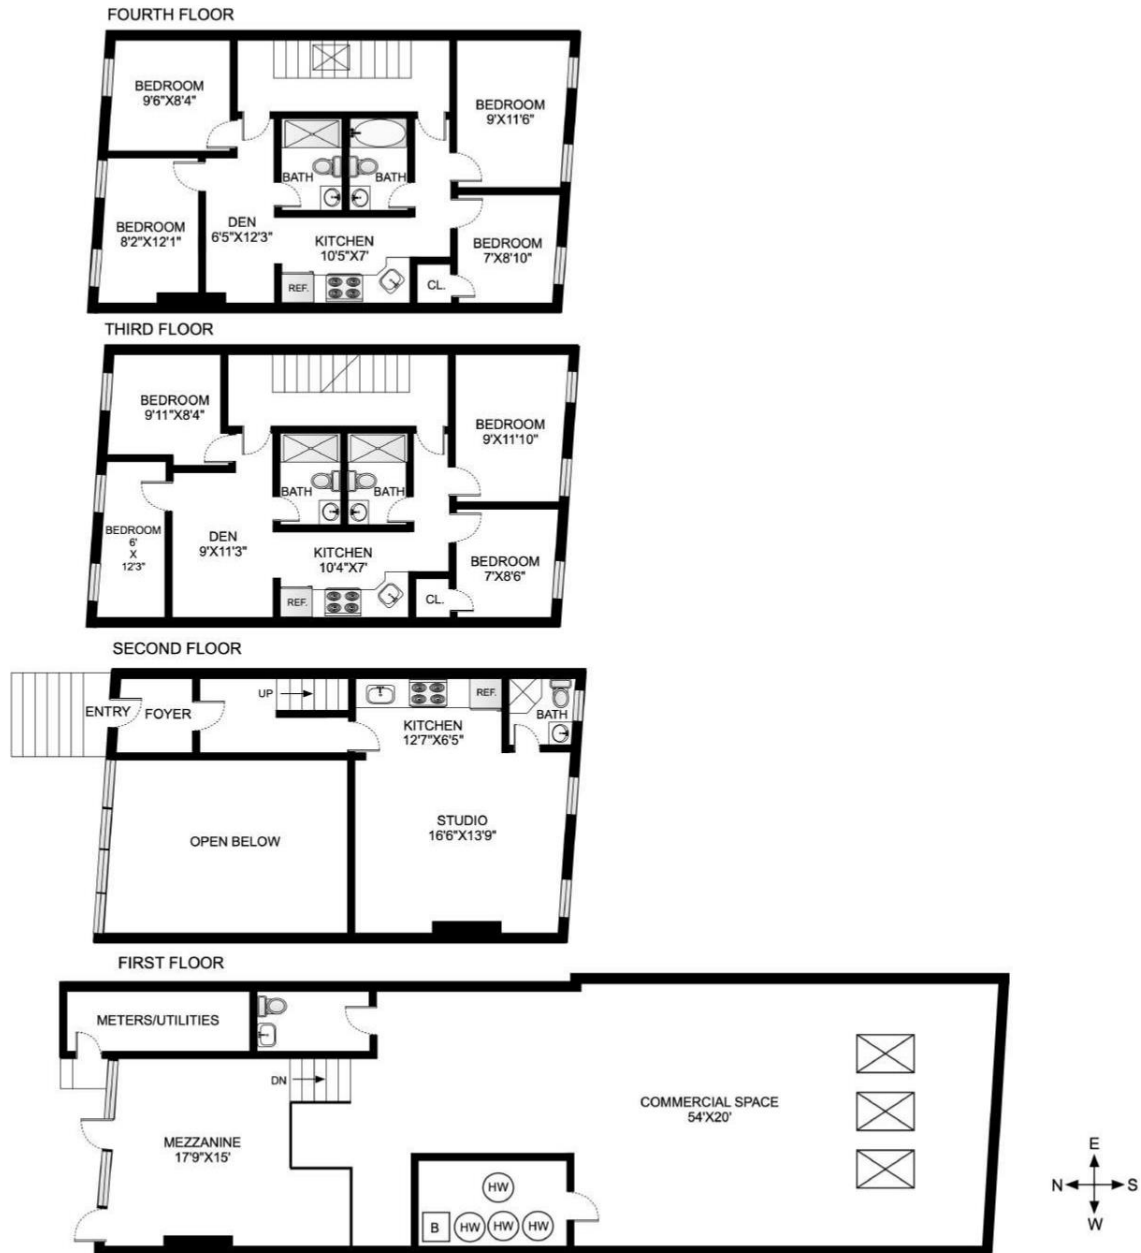 FOURTH FLOOR
BEDROOM
9'6"X8'4"
BEDROOM
9'X11'6"
BATH
BATH
BEDROOM
8'2"X12'1"
DEN
6'5"X12'3"
KITCHEN
10'5"X7'
BEDROOM
7'X8'10"
REF.
CL.
THIRD FLOOR
BEDROOM
9'11"X8'4"
BEDROOM
9'X11'10"
BATH
BATH
BEDROOM
6'
X
12'3"
DEN
9'X11'3"
KITCHEN
10'4"X7'
BEDROOM
7'X8'6"
REF.
CL.
SECOND FLOOR
ENTRY
FOYER
UP
KITCHEN
12'7"X6'5"
REF.
BATH
OPEN BELOW
STUDIO
16'6"X13'9"
FIRST FLOOR
METERS/UTILITIES
DN
MEZZANINE
17'9"X15'
COMMERCIAL SPACE
54'X20'
HW
B
HW
HW
HW
E
N
S
W